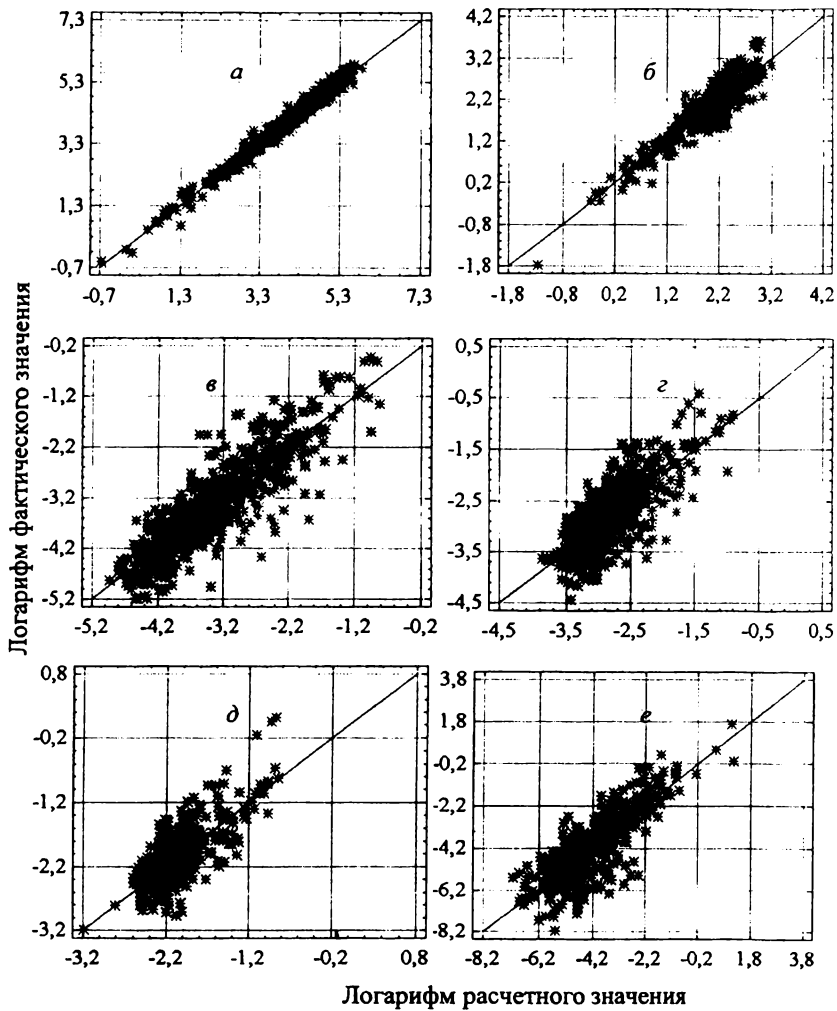 7,3
5,3
3,3
1,3
-0,7
а
-0,7 1,3 3,3 5,3 7,3
4,2
3,2
2,2
1,2
0,2
-0,8
-1,8
б
-1,8 -0,8 0,2 1,2 2,2 3,2 4,2
Логарифм фактического значения
-0,2
-1,2
-2,2
-3,2
-4,2
-5,2
в
-5,2 -4,2 -3,2 -2,2 -1,2 -0,2
0,5
-0,5
-1,5
-2,5
-3,5
-4,5
г
-4,5 -3,5 -2,5 -1,5 -0,5 0,5
0,8
-0,2
-1,2
-2,2
-3,2
д
-3,2 -2,2 -1,2 -0,2 0,8
3,8
1,8
-0,2
-2,2
-4,2
-6,2
-8,2
е
-8,2 -6,2 -4,2 -2,2 -0,2 1,8 3,8
Логарифм расчетного значения